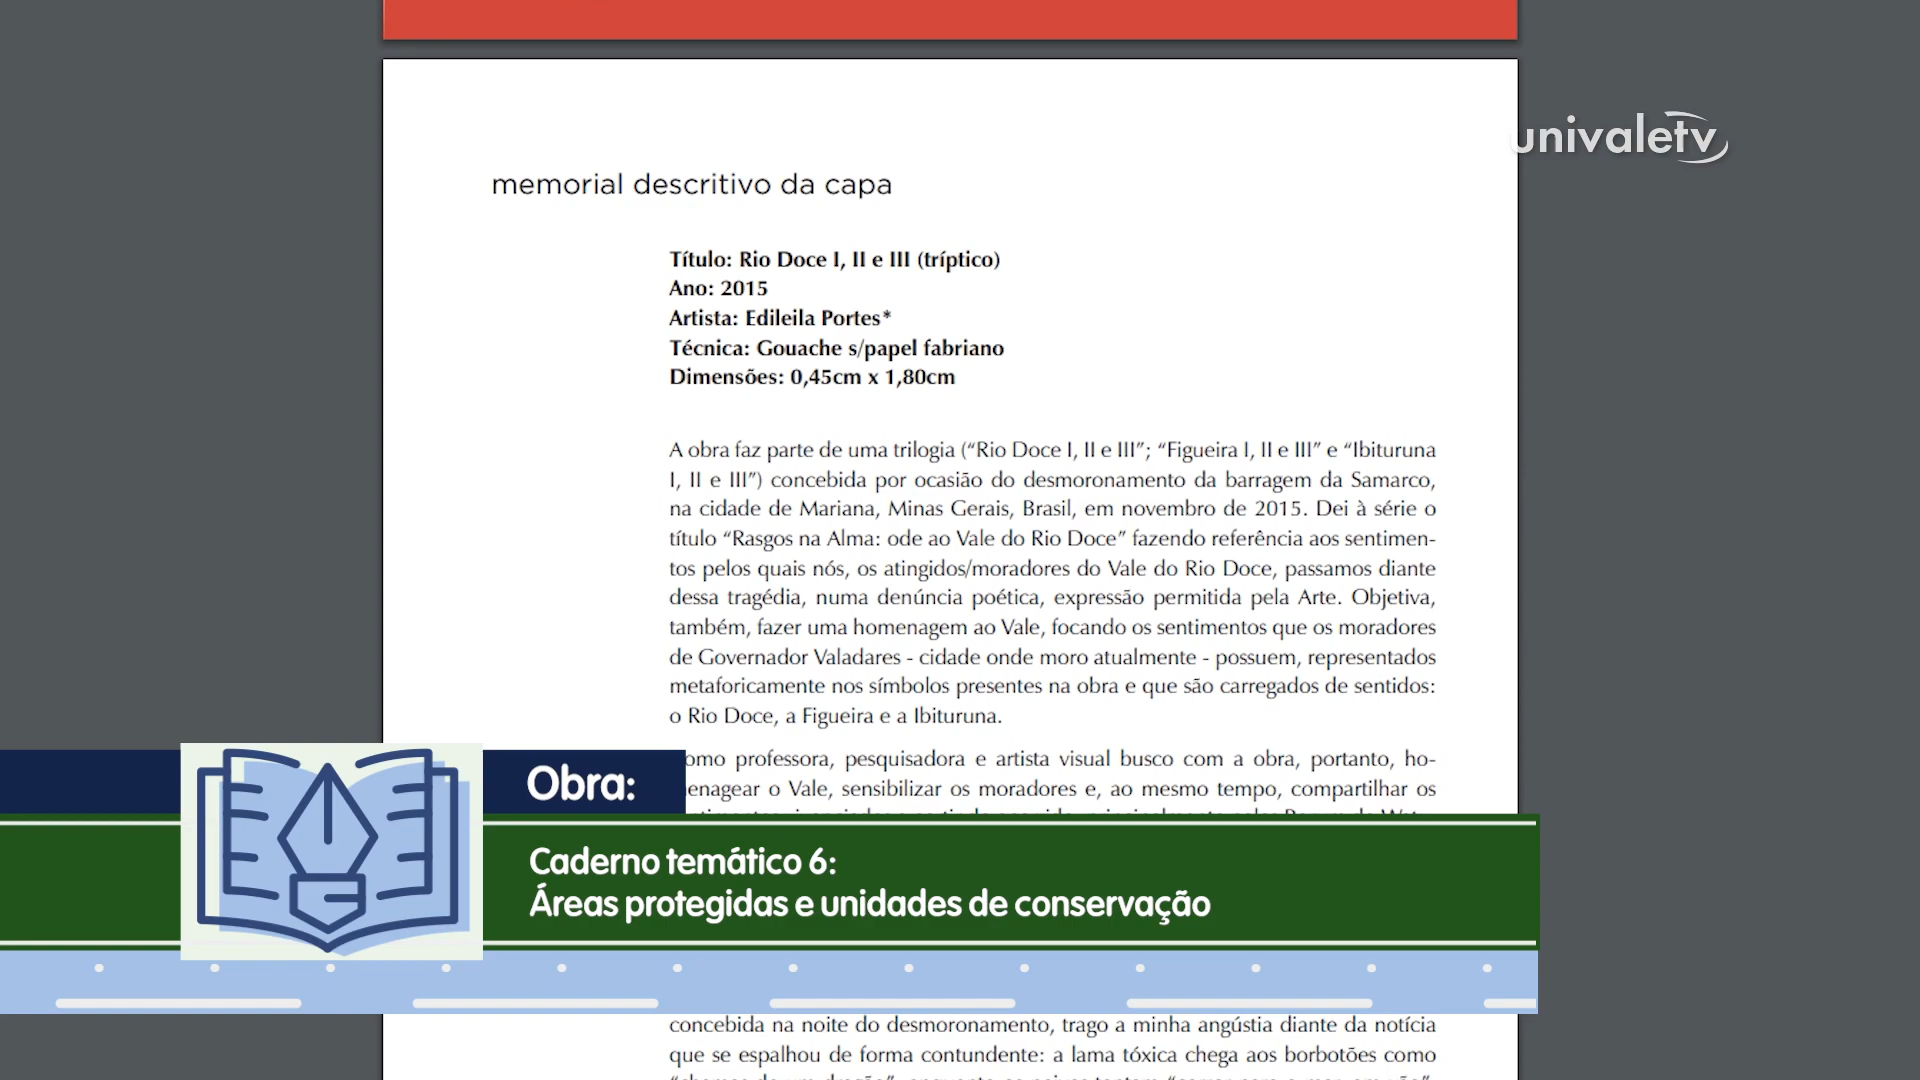 univaletv
memorial descritivo da capa
Título: Rio Doce I, II e III (tríptico)
Ano: 2015
Artista: Edileila Portes*
Técnica: Gouache s/papel fabriano
Dimensões: 0,45cm x 1,80cm
A obra faz parte de uma trilogia (“Rio Doce I, II e III”; “Figueira I, II e III” e “Ibituruna
I, II e III”) concebida por ocasião do desmoronamento da barragem da Samarco,
na cidade de Mariana, Minas Gerais, Brasil, em novembro de 2015. Dei à série o
título “Rasgos na Alma: ode ao Vale do Rio Doce” fazendo referência aos sentimen-
tos pelos quais nós, os atingidos/moradores do Vale do Rio Doce, passamos diante
dessa tragédia, numa denúncia poética, expressão permitida pela Arte. Objetiva,
também, fazer uma homenagem ao Vale, focando os sentimentos que os moradores
de Governador Valadares - cidade onde moro atualmente - possuem, representados
metaforicamente nos símbolos presentes na obra e que são carregados de sentidos:
o Rio Doce, a Figueira e a Ibituruna.
omo professora, pesquisadora e artista visual busco com a obra, portanto, ho-
enagear o Vale, sensibilizar os moradores e, ao mesmo tempo, compartilhar os
Obra:
Caderno temático 6:
Áreas protegidas e unidades de conservação
concebida na noite do desmoronamento, trago a minha angústia diante da notícia
que se espalhou de forma contundente: a lama tóxica chega aos borbotões como